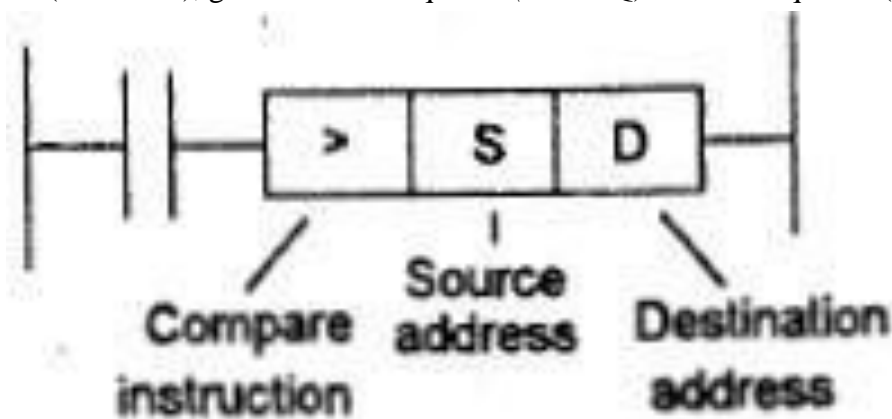 > S D
Compare
instruction
Source
address
Destination
address